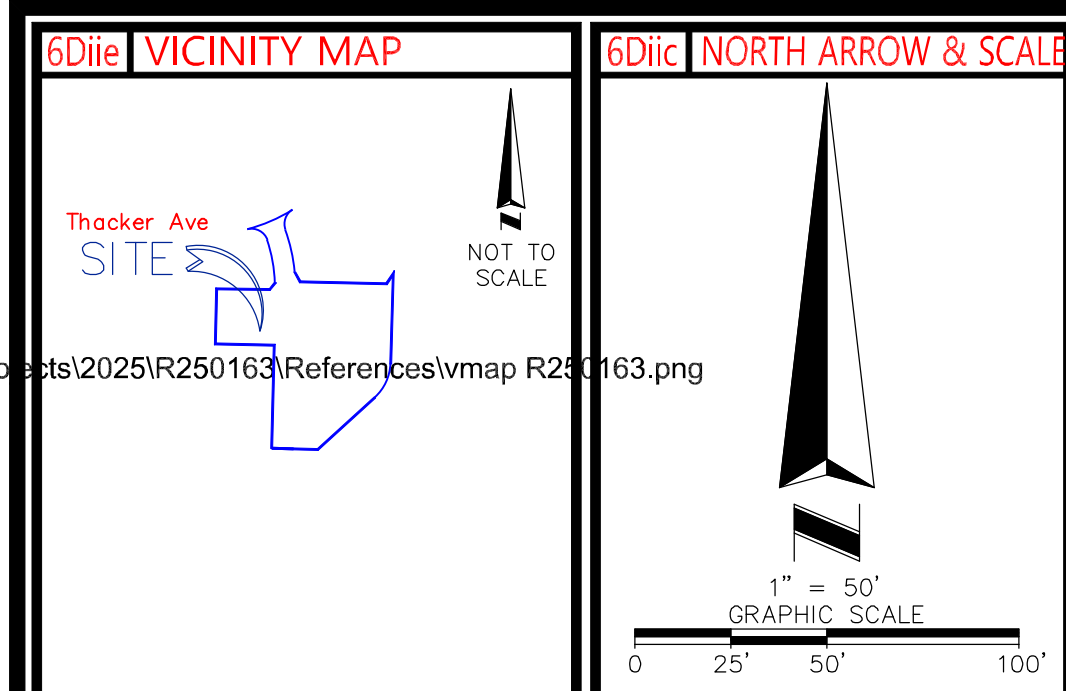 6Diie VICINITY MAP
Thacker Ave
SITE
N
NOT TO
SCALE
ects\2025\R250163\References\vmap R250163.png
6Diic NORTH ARROW & SCALE
N
1" = 50'
GRAPHIC SCALE
0 25' 50' 100'